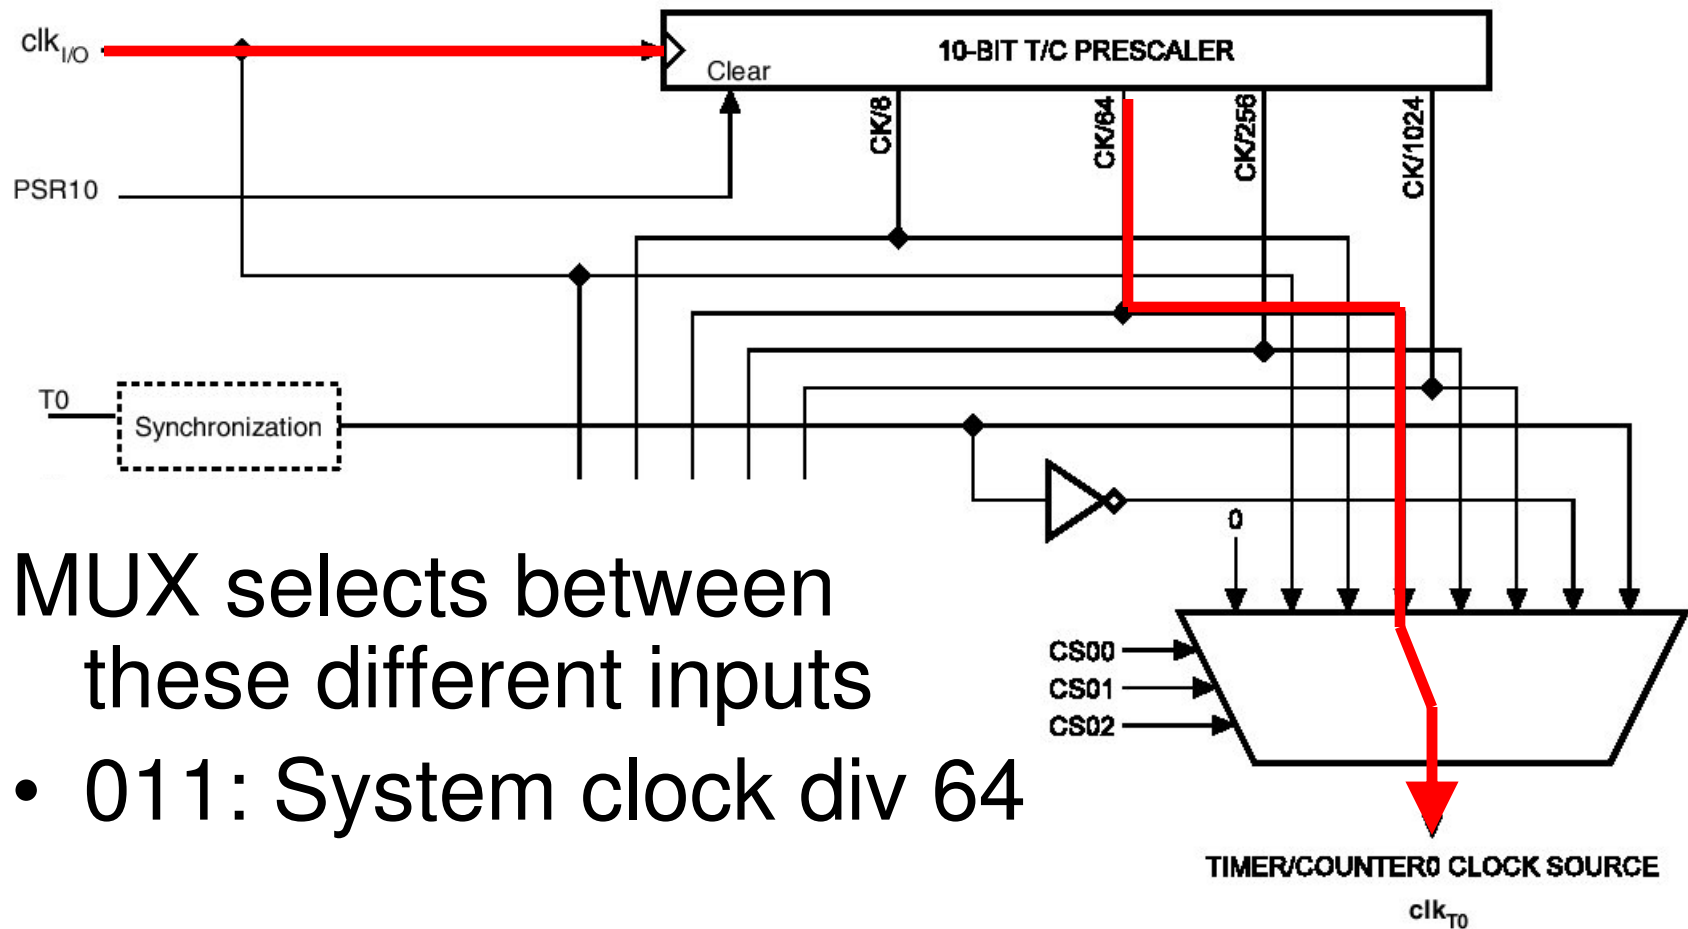 clkI/O
10-BIT T/C PRESCALER
Clear
CK/8
CK/64
CK/256
CK/1024
PSR10
T0
Synchronization
0
MUX selects between
these different inputs
• 011: System clock div 64
CS00
CS01
CS02
TIMER/COUNTER0 CLOCK SOURCE
clkT0